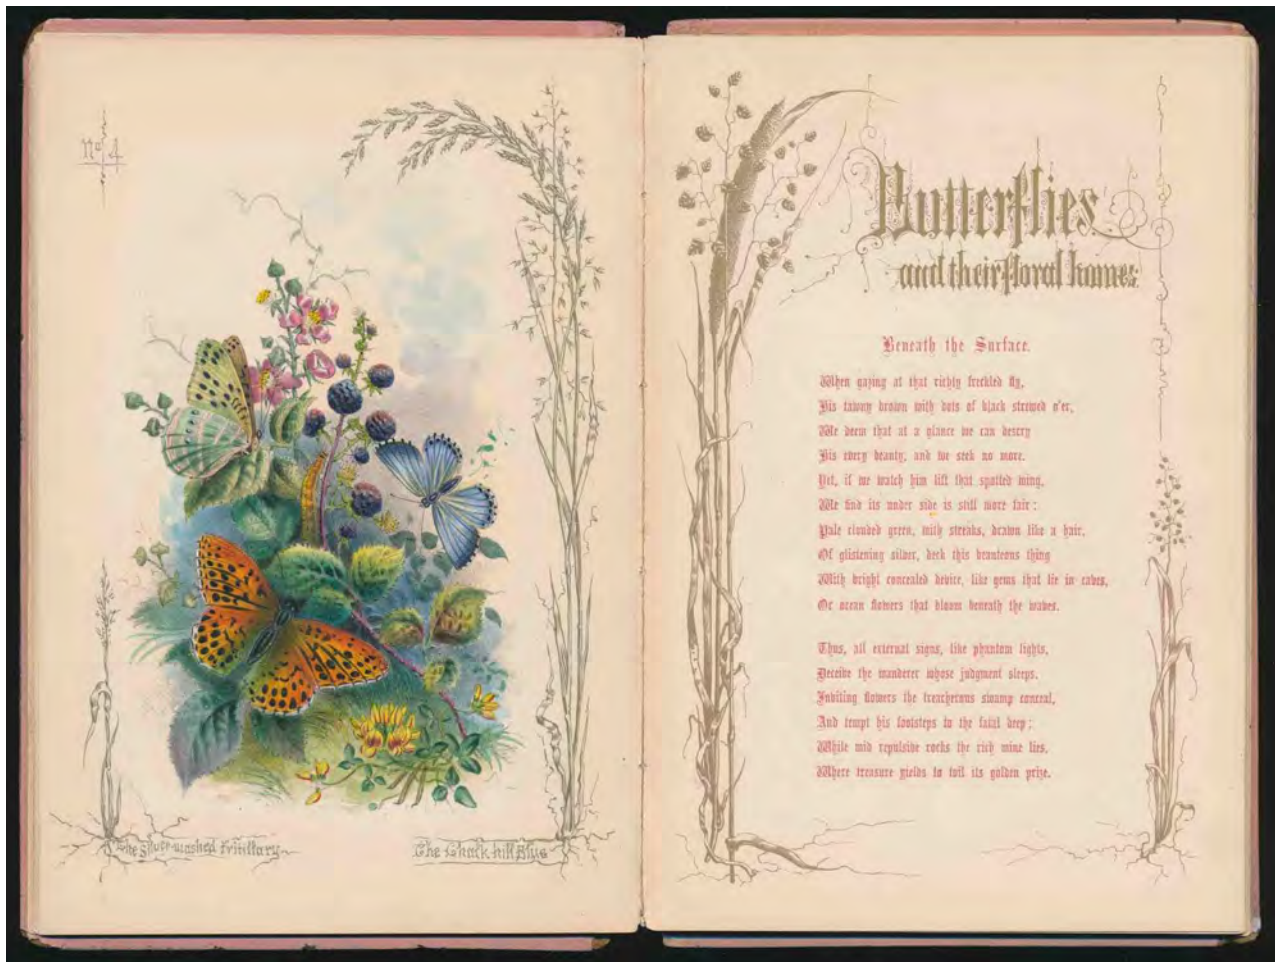 No 4
The Silver-washed Fritillary
The Chalk-hill Blue
Butterflies
and their floral homes.
Beneath the Surface.
When gazing at that richly freckled fly,
His tawny brown with dots of black strewed o'er,
We deem that at a glance we can descry
His every beauty, and we seek no more.
Yet, if we watch him lift that spotted wing,
We find its under side is still more fair:
Pale clouded green, with streaks, drawn like a hair,
Of glistening silver, deck this beauteous thing
With bright concealed device, like gems that lie in caves,
Or ocean flowers that bloom beneath the waves.
Thus, all external signs, like phantom lights,
Deceive the wanderer whose judgment sleeps.
Inviting flowers the treacherous swamp conceal,
And tempt his footsteps to the fatal deep;
While mid repulsive rocks the rich mine lies,
Where treasure yields to toil its golden prize.